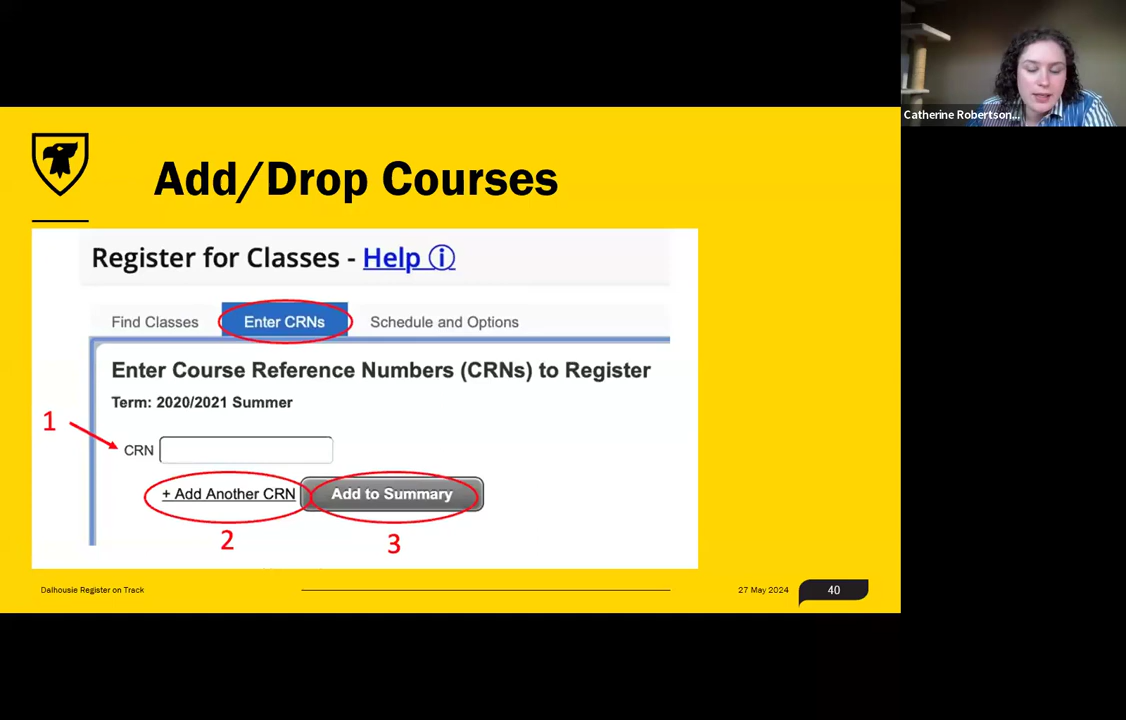 Catherine Robertson...
Add/Drop Courses
Register for Classes - Help ⓘ
Find Classes
Enter CRNs
Schedule and Options
Enter Course Reference Numbers (CRNs) to Register
Term: 2020/2021 Summer
1
CRN
+ Add Another CRN
Add to Summary
2
3
Dalhousie Register on Track
27 May 2024
40